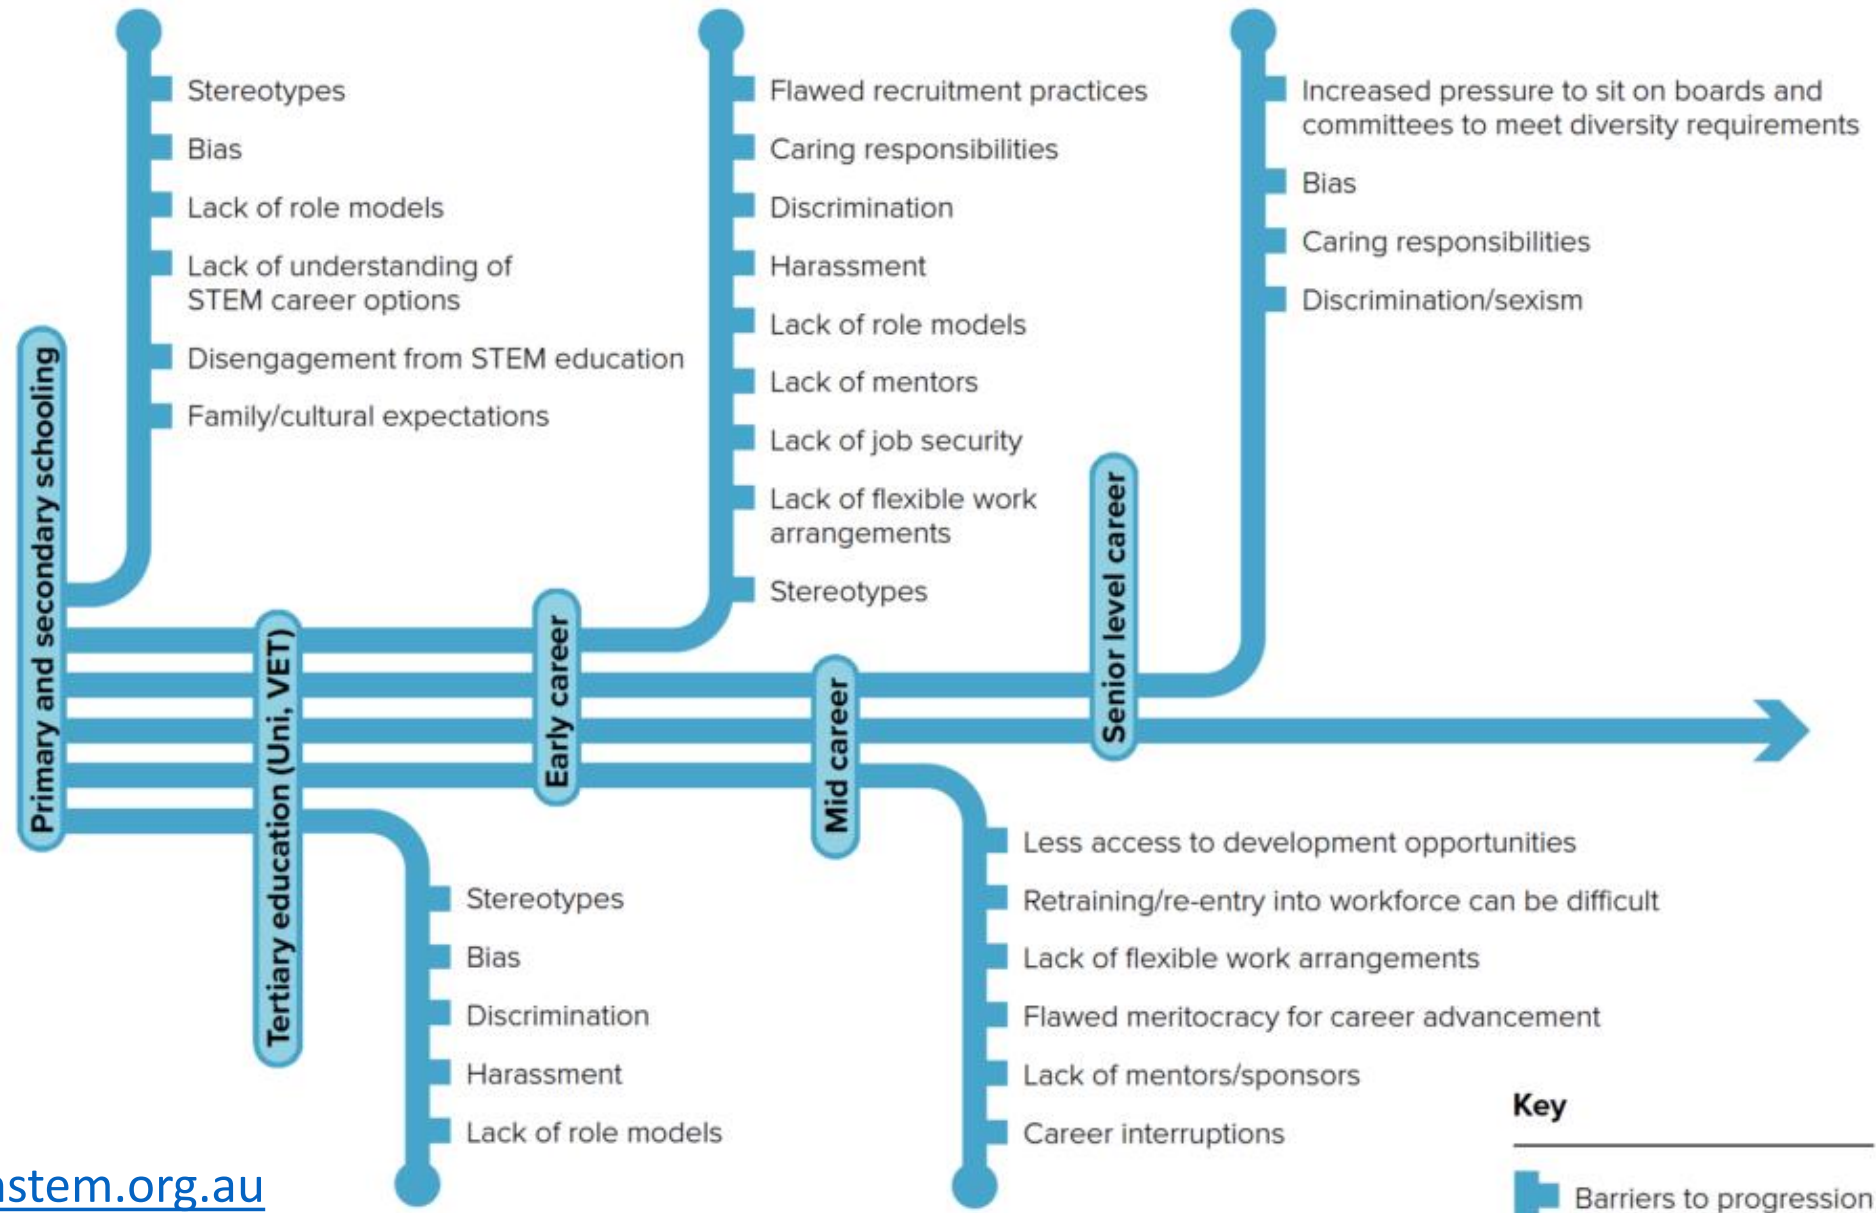 Primary and secondary schooling
Stereotypes
Bias
Lack of role models
Lack of understanding of
STEM career options
Disengagement from STEM education
Family/cultural expectations
Tertiary education (Uni, VET)
Stereotypes
Bias
Discrimination
Harassment
Lack of role models
Early career
Flawed recruitment practices
Caring responsibilities
Discrimination
Harassment
Lack of role models
Lack of mentors
Lack of job security
Lack of flexible work
arrangements
Stereotypes
Mid career
Less access to development opportunities
Retraining/re-entry into workforce can be difficult
Lack of flexible work arrangements
Flawed meritocracy for career advancement
Lack of mentors/sponsors
Career interruptions
Senior level career
Increased pressure to sit on boards and
committees to meet diversity requirements
Bias
Caring responsibilities
Discrimination/sexism
Key
Barriers to progression
nstem.org.au